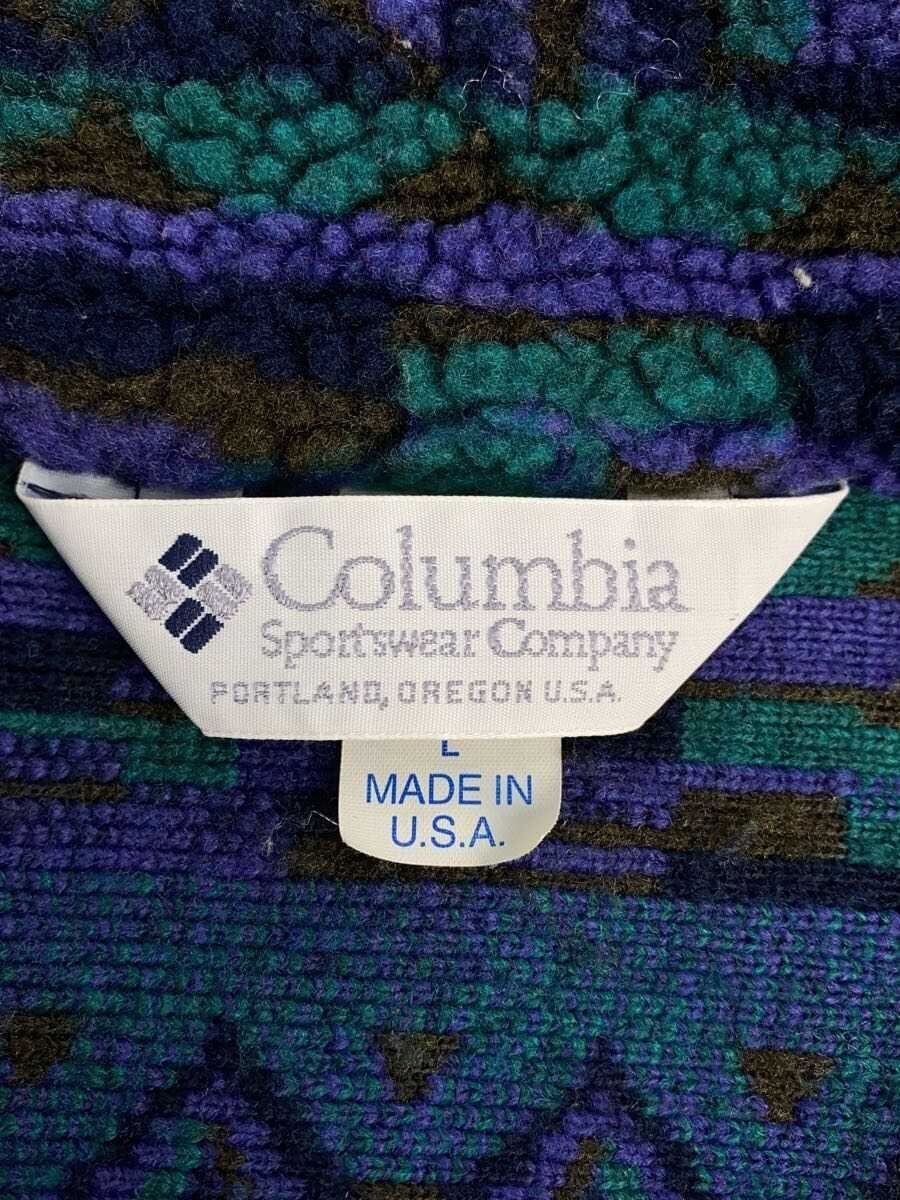 Columbia
Sportswear Company
PORTLAND, OREGON U.S.A.
L
MADE IN
U.S.A.